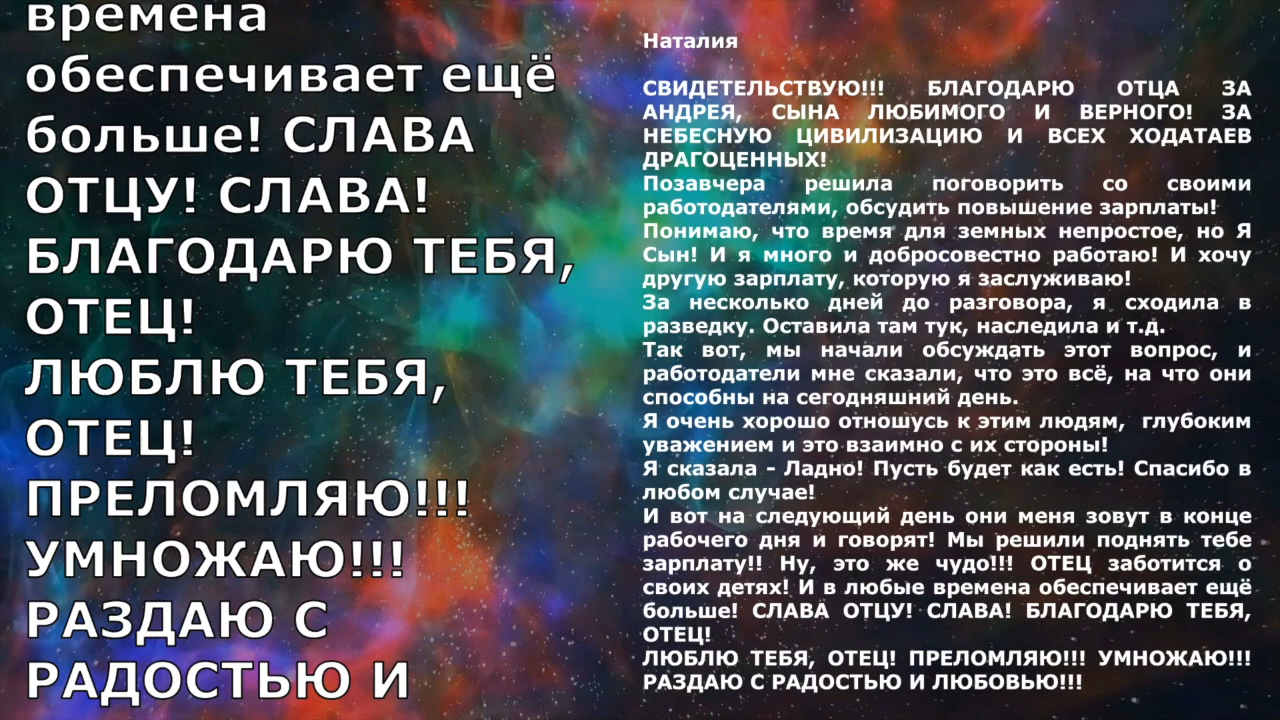 времена
обеспечивает ещё
больше! СЛАВА
ОТЦУ! СЛАВА!
БЛАГОДАРЮ ТЕБЯ,
ОТЕЦ!
ЛЮБЛЮ ТЕБЯ,
ОТЕЦ!
ПРЕЛОМЛЯЮ!!!
УМНОЖАЮ!!!
РАЗДАЮ С
РАДОСТЬЮ И
Наталия
СВИДЕТЕЛЬСТВУЮ!!! БЛАГОДАРЮ ОТЦА ЗА
АНДРЕЯ, СЫНА ЛЮБИМОГО И ВЕРНОГО! ЗА
НЕБЕСНУЮ ЦИВИЛИЗАЦИЮ И ВСЕХ ХОДАТАЕВ
ДРАГОЦЕННЫХ!
Позавчера решила поговорить со своими
работодателями, обсудить повышение зарплаты!
Понимаю, что время для земных непростое, но Я
Сын! И я много и добросовестно работаю! И хочу
другую зарплату, которую я заслуживаю!
За несколько дней до разговора, я сходила в
разведку. Оставила там тук, наследила и т.д.
Так вот, мы начали обсуждать этот вопрос, и
работодатели мне сказали, что это всё, на что они
способны на сегодняшний день.
Я очень хорошо отношусь к этим людям, глубоким
уважением и это взаимно с их стороны!
Я сказала - Ладно! Пусть будет как есть! Спасибо в
любом случае!
И вот на следующий день они меня зовут в конце
рабочего дня и говорят! Мы решили поднять тебе
зарплату!! Ну, это же чудо!!! ОТЕЦ заботится о
своих детях! И в любые времена обеспечивает ещё
больше! СЛАВА ОТЦУ! СЛАВА! БЛАГОДАРЮ ТЕБЯ,
ОТЕЦ!
ЛЮБЛЮ ТЕБЯ, ОТЕЦ! ПРЕЛОМЛЯЮ!!! УМНОЖАЮ!!!
РАЗДАЮ С РАДОСТЬЮ И ЛЮБОВЬЮ!!!